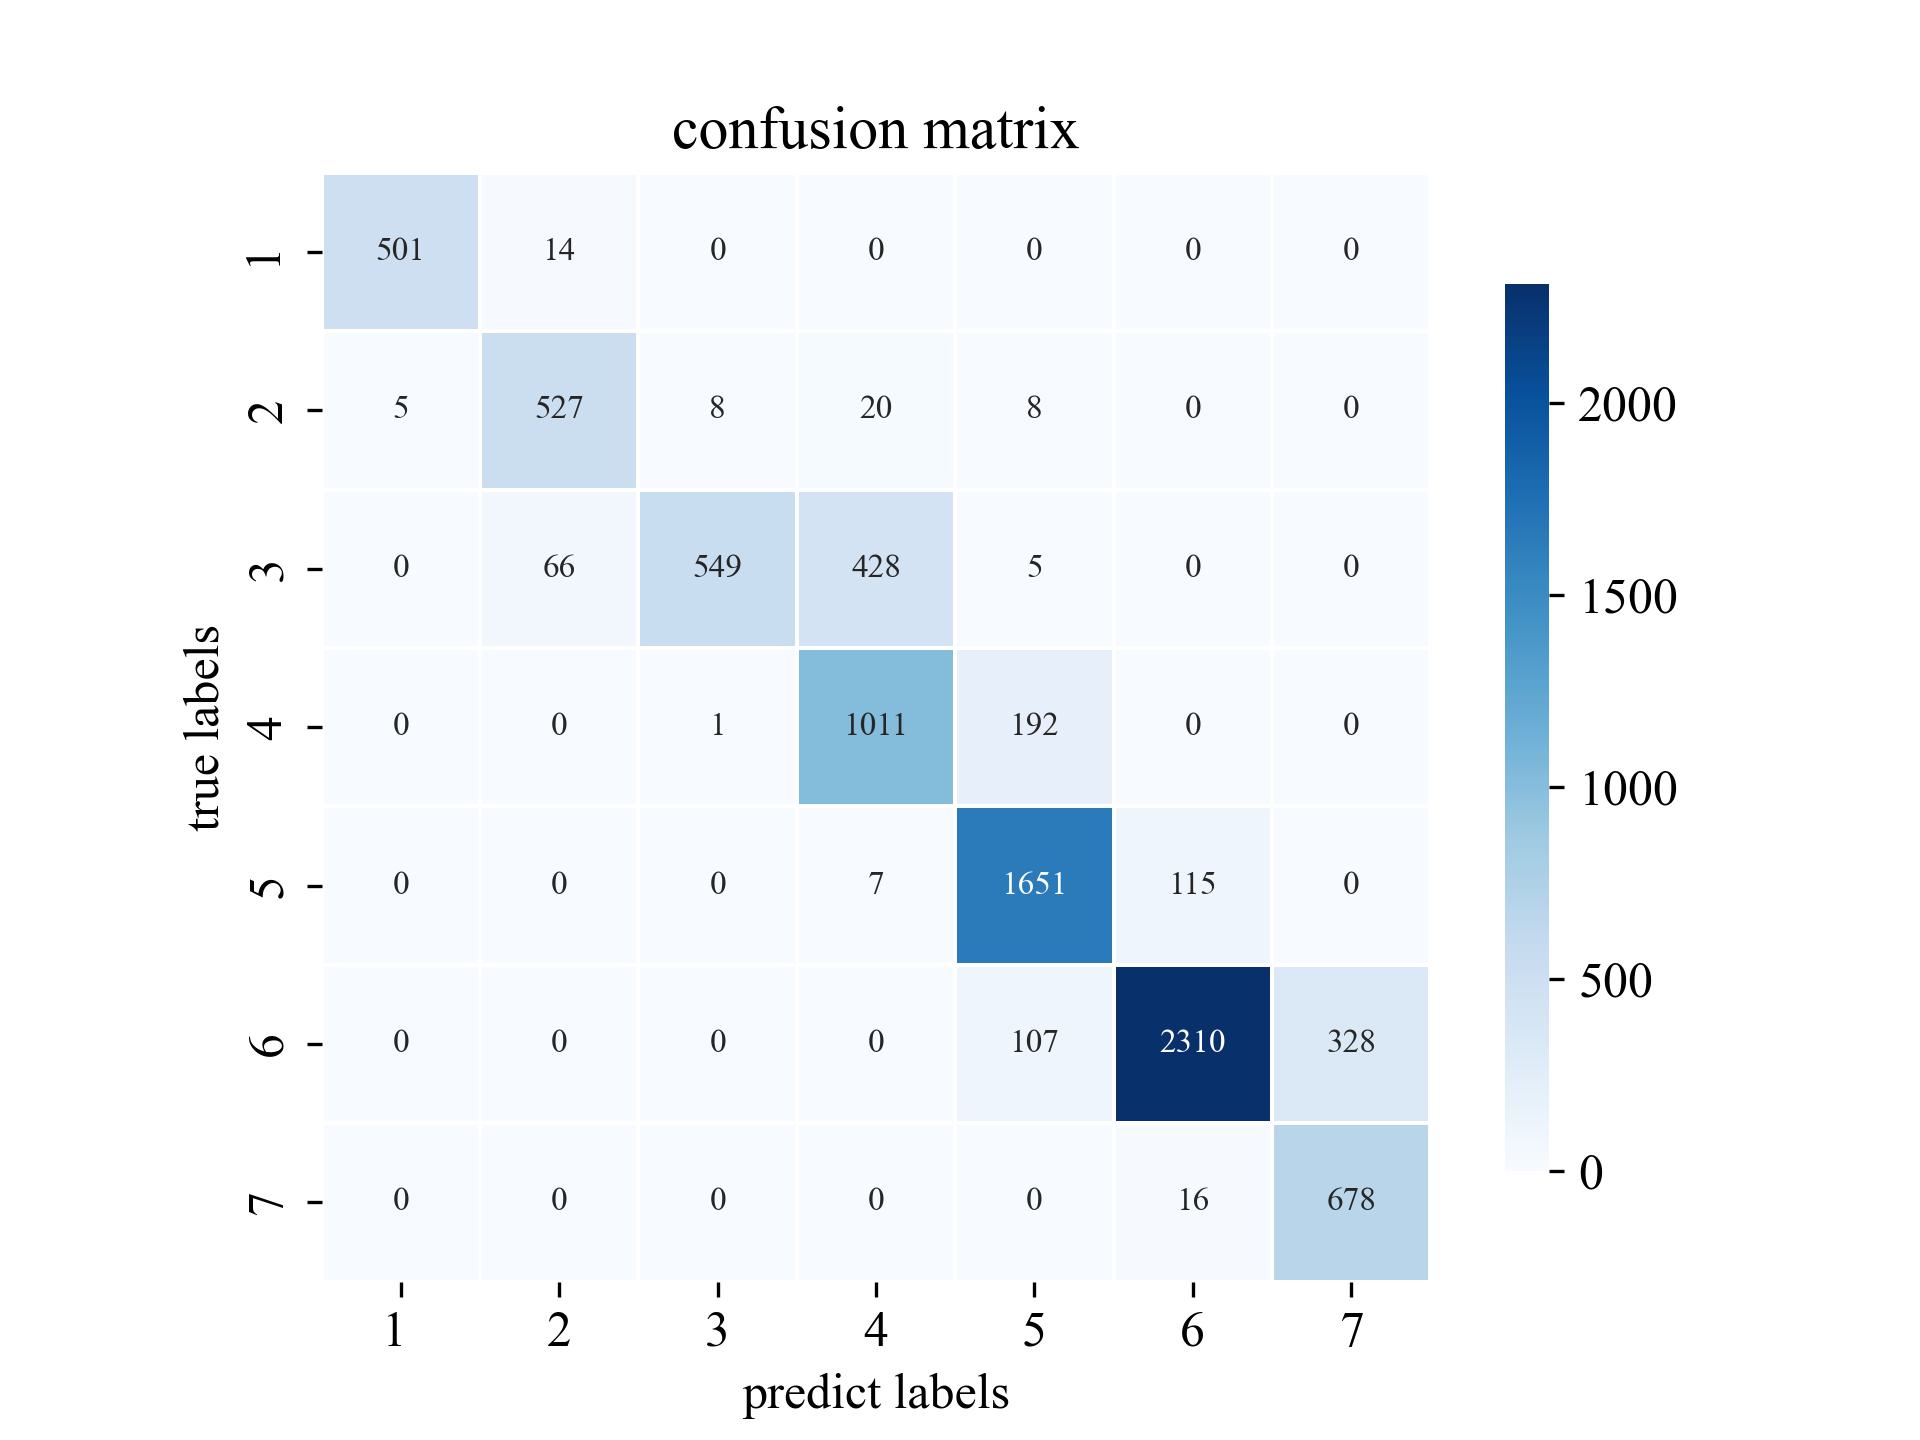 confusion matrix
1 501 14 0 0 0 0 0
2 5 527 8 20 8 0 0
3 0 66 549 428 5 0 0
4 0 0 1 1011 192 0 0
5 0 0 0 7 1651 115 0
6 0 0 0 0 107 2310 328
7 0 0 0 0 0 16 678
1 2 3 4 5 6 7
predict labels
true labels
2000
1500
1000
500
0